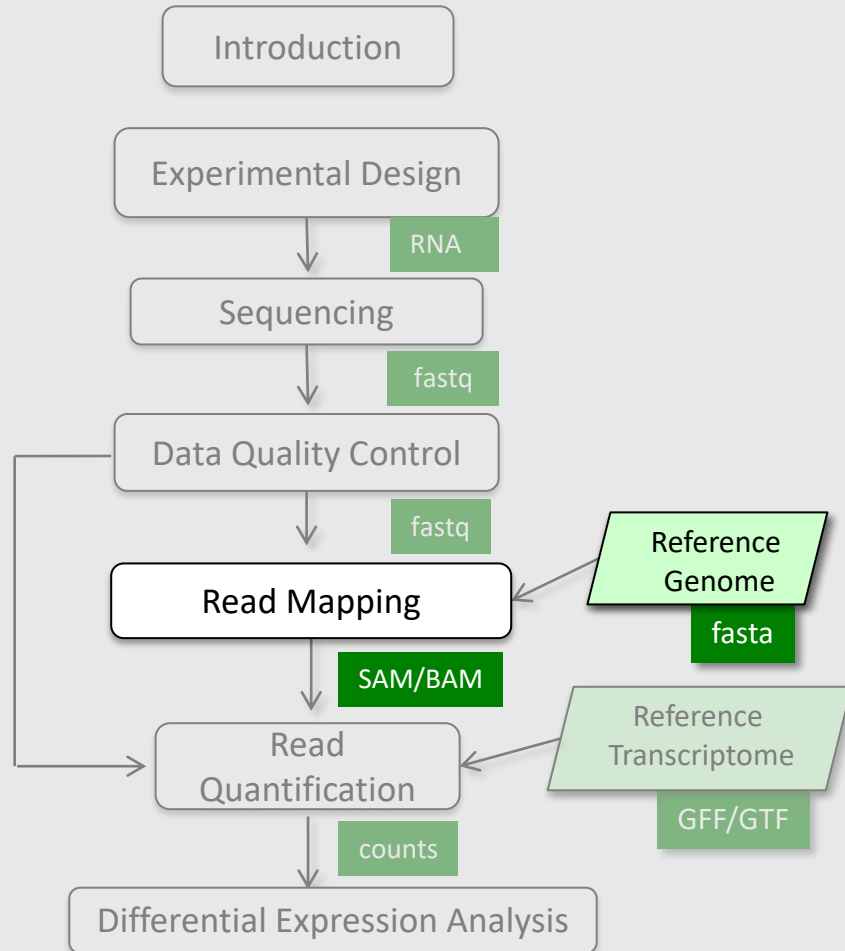 Introduction
Experimental Design
RNA
Sequencing
fastq
Data Quality Control
fastq
Reference
Genome
Read Mapping
fasta
SAM/BAM
Reference
Transcriptome
Read
Quantification
GFF/GTF
counts
Differential Expression Analysis